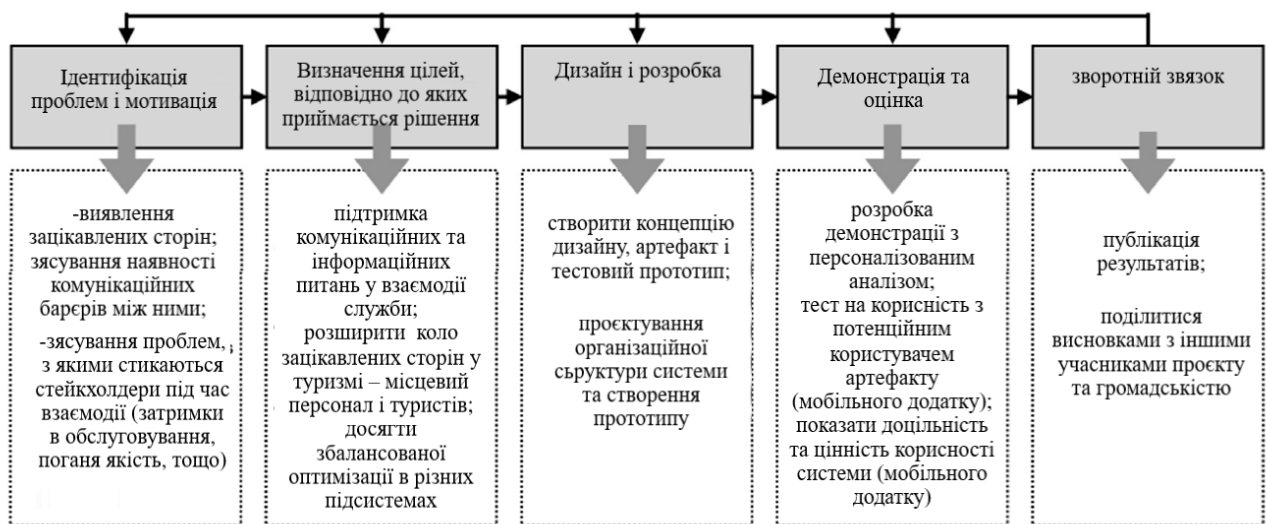 Ідентифікація
проблем і мотивація
Визначення цілей,
відповідно до яких
приймається рішення
Дизайн і розробка
Демонстрація та
оцінка
зворотній звязок
-виявлення
зацікавлених сторін;
зясування наявності
комунікаційних
барєрів між ними;
-зясування проблем,
з якими стикаються
стейкхолдери під час
взаємодії (затримки
в обслуговування,
поганя якість, тощо)
підтримка
комунікаційних та
інформаційних
питань у взаємодії
служби;
розширити коло
зацікавлених сторін у
туризмі – місцевий
персонал і туристів;
досягти
збалансованої
оптимізації в різних
підсистемах
створити концепцію
дизайну, артефакт і
тестовий прототип;
проєктування
організаційної
сьруктури системи
та створення
прототипу
розробка
демонстрації з
персоналізованим
аналізом;
тест на корисність з
потенційним
користувачем
артефакту
(мобільного додатку);
показати доцільність
та цінність корисності
системи (мобільного
додатку)
публікація
результатів;
поділитися
висновками з іншими
учасниками проєкту
та громадськістю